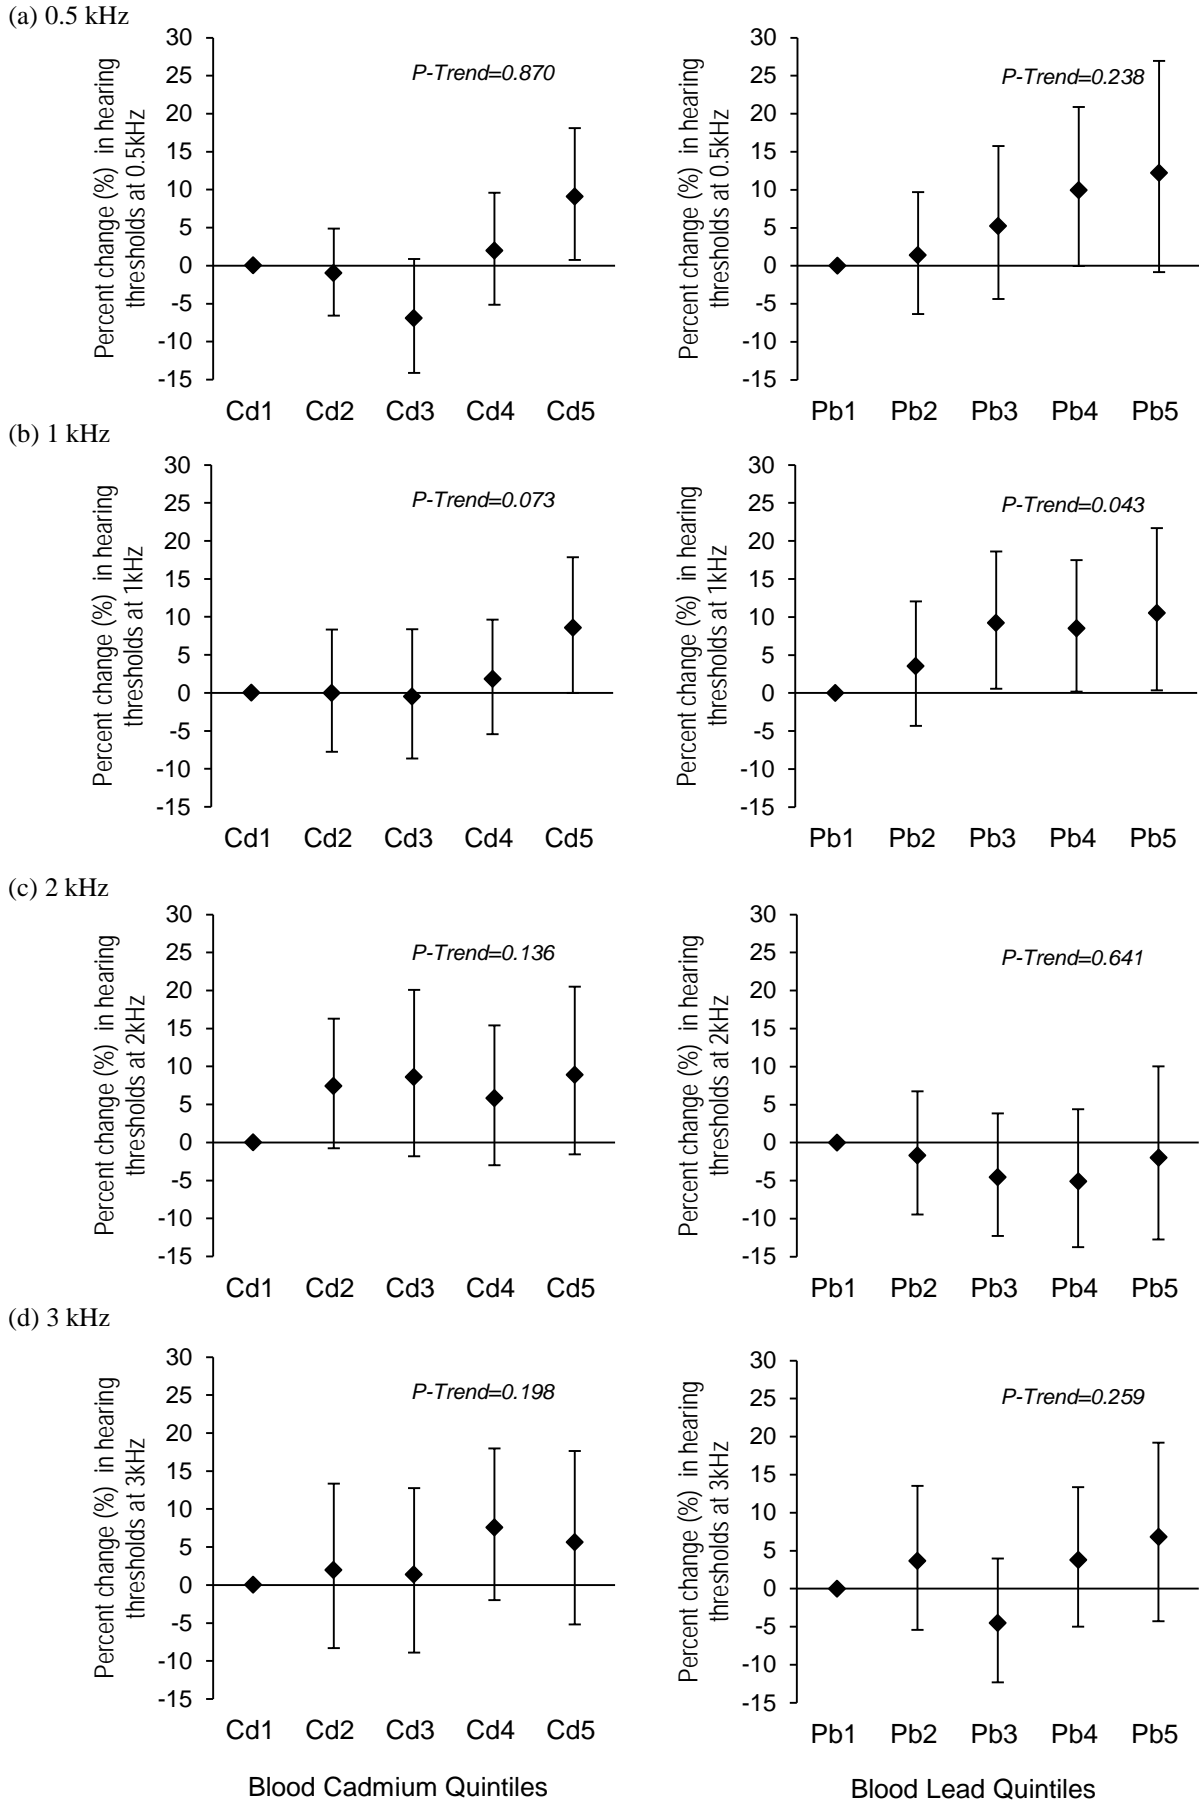 (a) 0.5 kHz
Percent change (%) in hearing
thresholds at 0.5kHz
30
25
20
15
10
5
0
-5
-10
-15
P-Trend=0.870
Cd1 Cd2 Cd3 Cd4 Cd5
Percent change (%) in hearing
thresholds at 0.5kHz
30
25
20
15
10
5
0
-5
-10
-15
P-Trend=0.238
Pb1 Pb2 Pb3 Pb4 Pb5
(b) 1 kHz
Percent change (%) in hearing
thresholds at 1kHz
30
25
20
15
10
5
0
-5
-10
-15
P-Trend=0.073
Cd1 Cd2 Cd3 Cd4 Cd5
Percent change (%) in hearing
thresholds at 1kHz
30
25
20
15
10
5
0
-5
-10
-15
P-Trend=0.043
Pb1 Pb2 Pb3 Pb4 Pb5
(c) 2 kHz
Percent change (%) in hearing
thresholds at 2kHz
30
25
20
15
10
5
0
-5
-10
-15
P-Trend=0.136
Cd1 Cd2 Cd3 Cd4 Cd5
Percent change (%) in hearing
thresholds at 2kHz
30
25
20
15
10
5
0
-5
-10
-15
P-Trend=0.641
Pb1 Pb2 Pb3 Pb4 Pb5
(d) 3 kHz
Percent change (%) in hearing
thresholds at 3kHz
30
25
20
15
10
5
0
-5
-10
-15
P-Trend=0.198
Cd1 Cd2 Cd3 Cd4 Cd5
Blood Cadmium Quintiles
Percent change (%) in hearing
thresholds at 3kHz
30
25
20
15
10
5
0
-5
-10
-15
P-Trend=0.259
Pb1 Pb2 Pb3 Pb4 Pb5
Blood Lead Quintiles